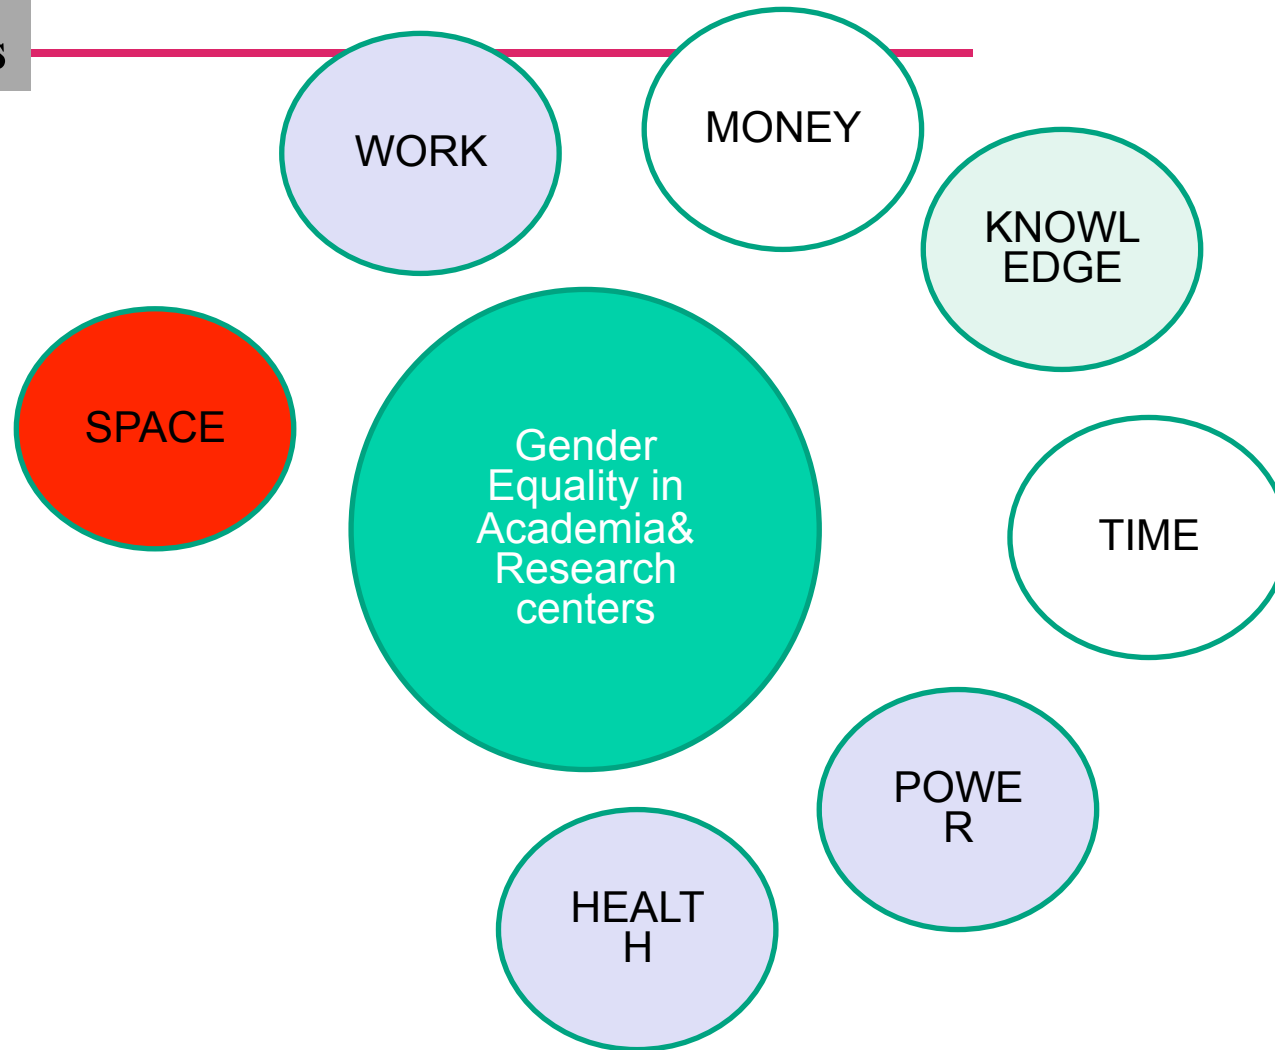 s
WORK
MONEY
KNOWL
EDGE
SPACE
Gender
Equality in
Academia&
Research
centers
TIME
POWE
R
HEALT
H